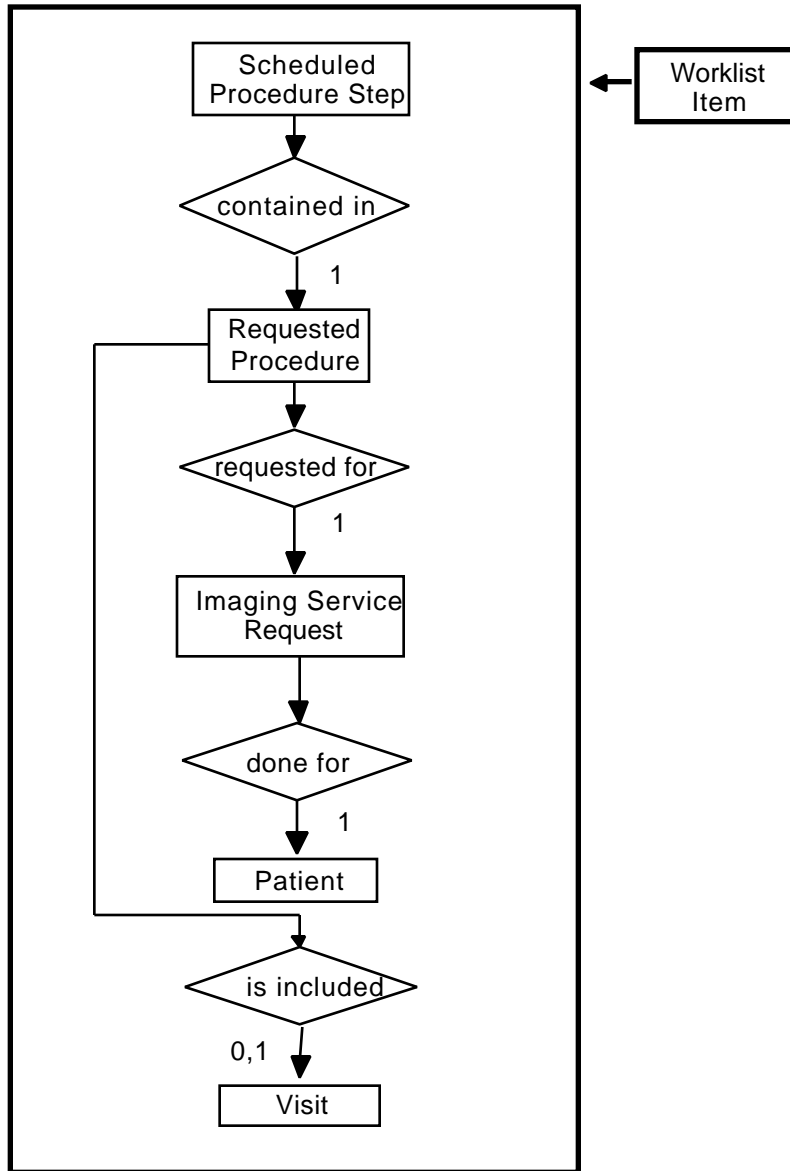 Scheduled
Procedure Step
Worklist
Item
contained in
1
Requested
Procedure
requested for
1
Imaging Service
Request
done for
1
Patient
is included
0,1
Visit